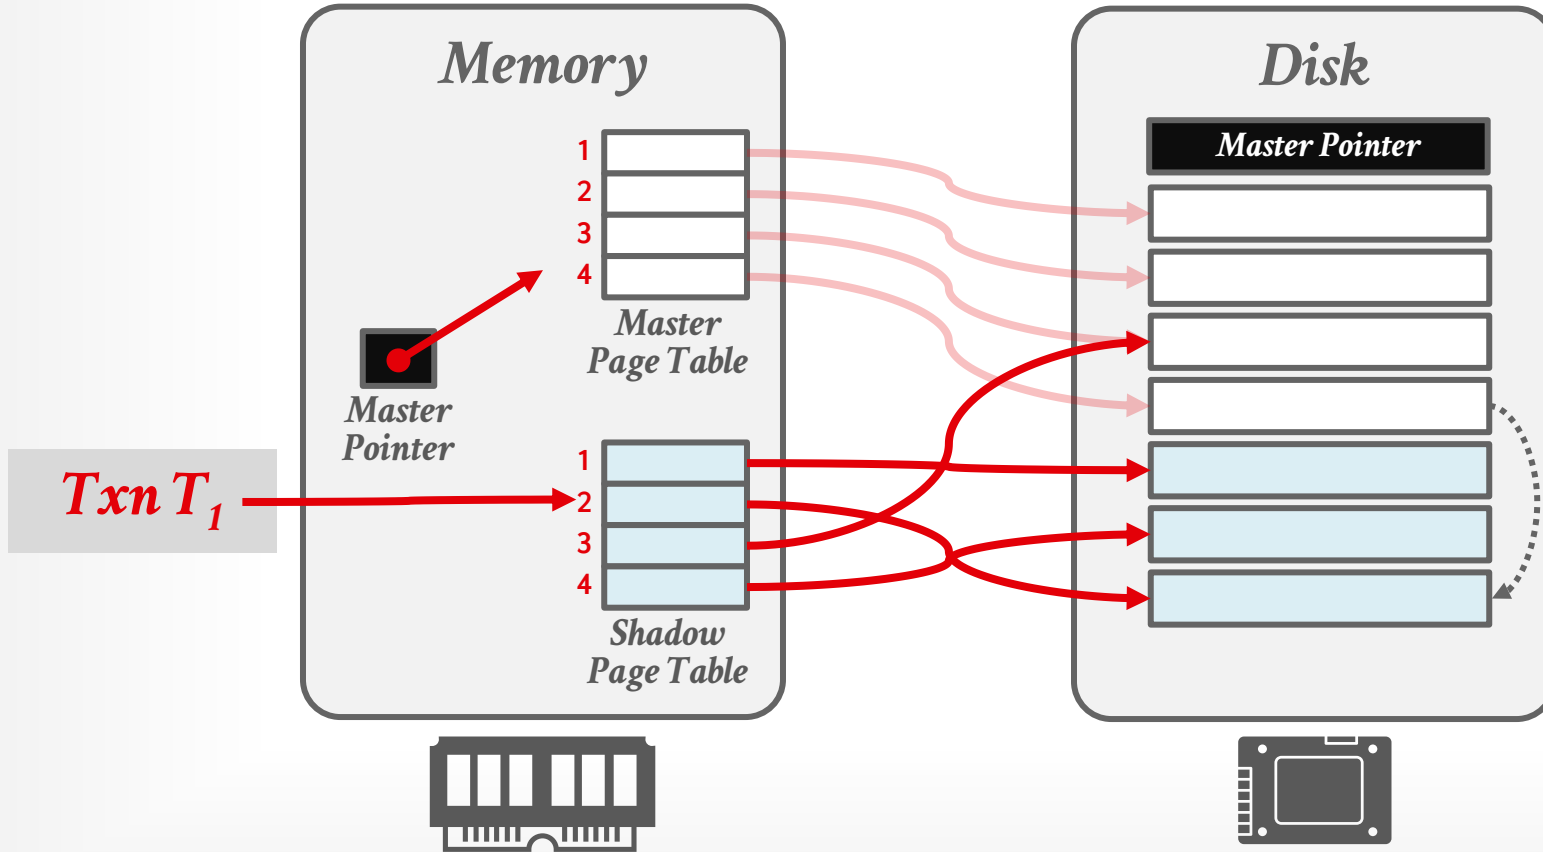 Memory
Disk
Master Pointer
1
2
3
4
Master
Page Table
Master
Pointer
Txn T1
1
2
3
4
Shadow
Page Table